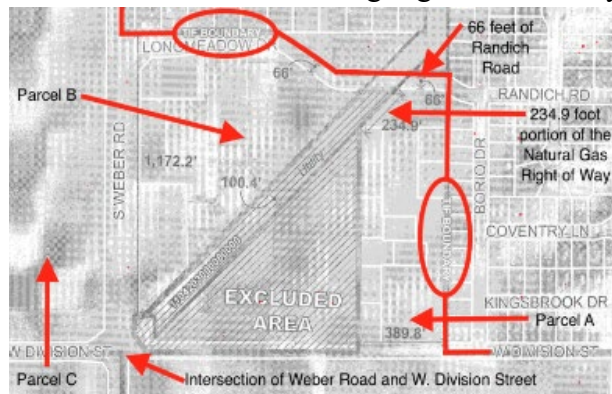 TIF BOUNDARY
LONGMEADOW DR
66 feet of
Randich
Road
66'
66'
Parcel B
RANDICH RD
234.9'
234.9 foot
portion of the
Natural Gas
Right of Way
S WEBER RD
1,172.2'
Utility
100.4'
BORIO DR
TIF BOUNDARY
COVENTRY LN
EXCLUDED
AREA
KINGSBROOK DR
Parcel A
389.8'
W DIVISION ST
W DIVISION ST
Parcel C
Intersection of Weber Road and W. Division Street